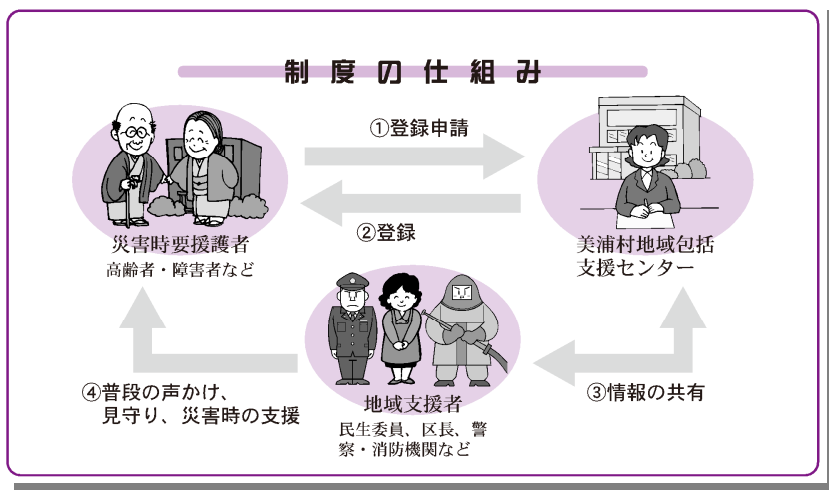 制度の仕組み
①登録申請
②登録
災害時要援護者
高齢者・障害者など
美浦村地域包括
支援センター
③情報の共有
④普段の声かけ、
見守り、災害時の支援
地域支援者
民生委員、区長、警
察・消防機関など